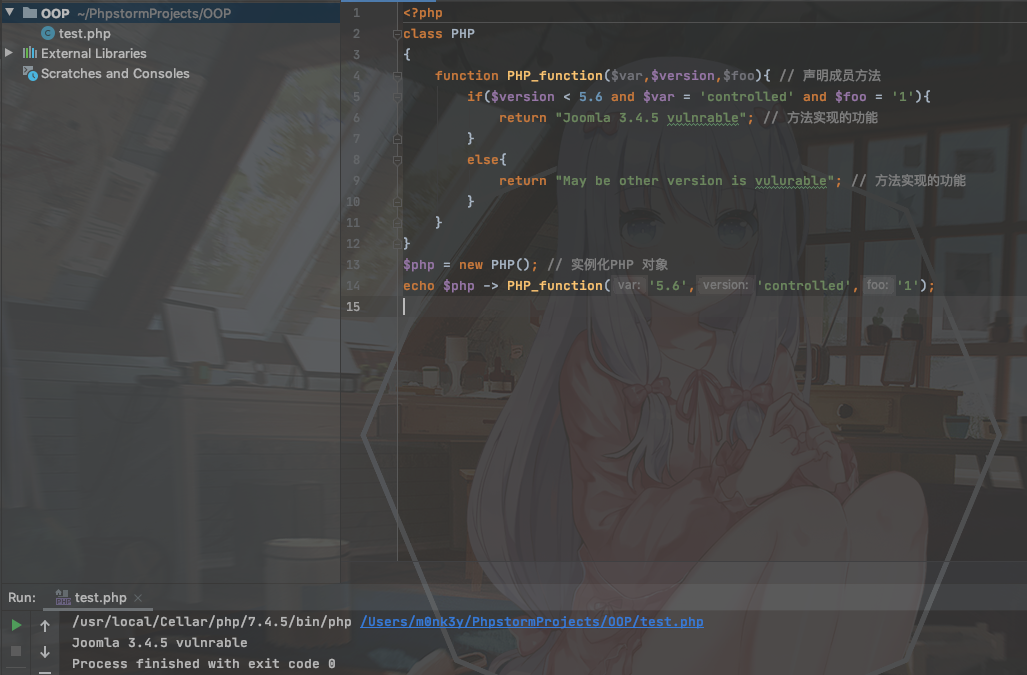 OOP ~/PhpstormProjects/OOP
test.php
External Libraries
Scratches and Consoles
1 <?php
2 class PHP
3 {
4 function PHP_function($var,$version,$foo){ // 声明成员方法
5 if($version < 5.6 and $var = 'controlled' and $foo = '1'){
6 return "Joomla 3.4.5 vulnrable"; // 方法实现的功能
7 }
8 else{
9 return "May be other version is vulurable"; // 方法实现的功能
10 }
11 }
12 }
13 $php = new PHP(); // 实例化PHP 对象
14 echo $php -> PHP_function( var: '5.6', version: 'controlled', foo: '1');
15
Run: test.php
/usr/local/Cellar/php/7.4.5/bin/php /Users/m0nk3y/PhpstormProjects/OOP/test.php
Joomla 3.4.5 vulnrable
Process finished with exit code 0